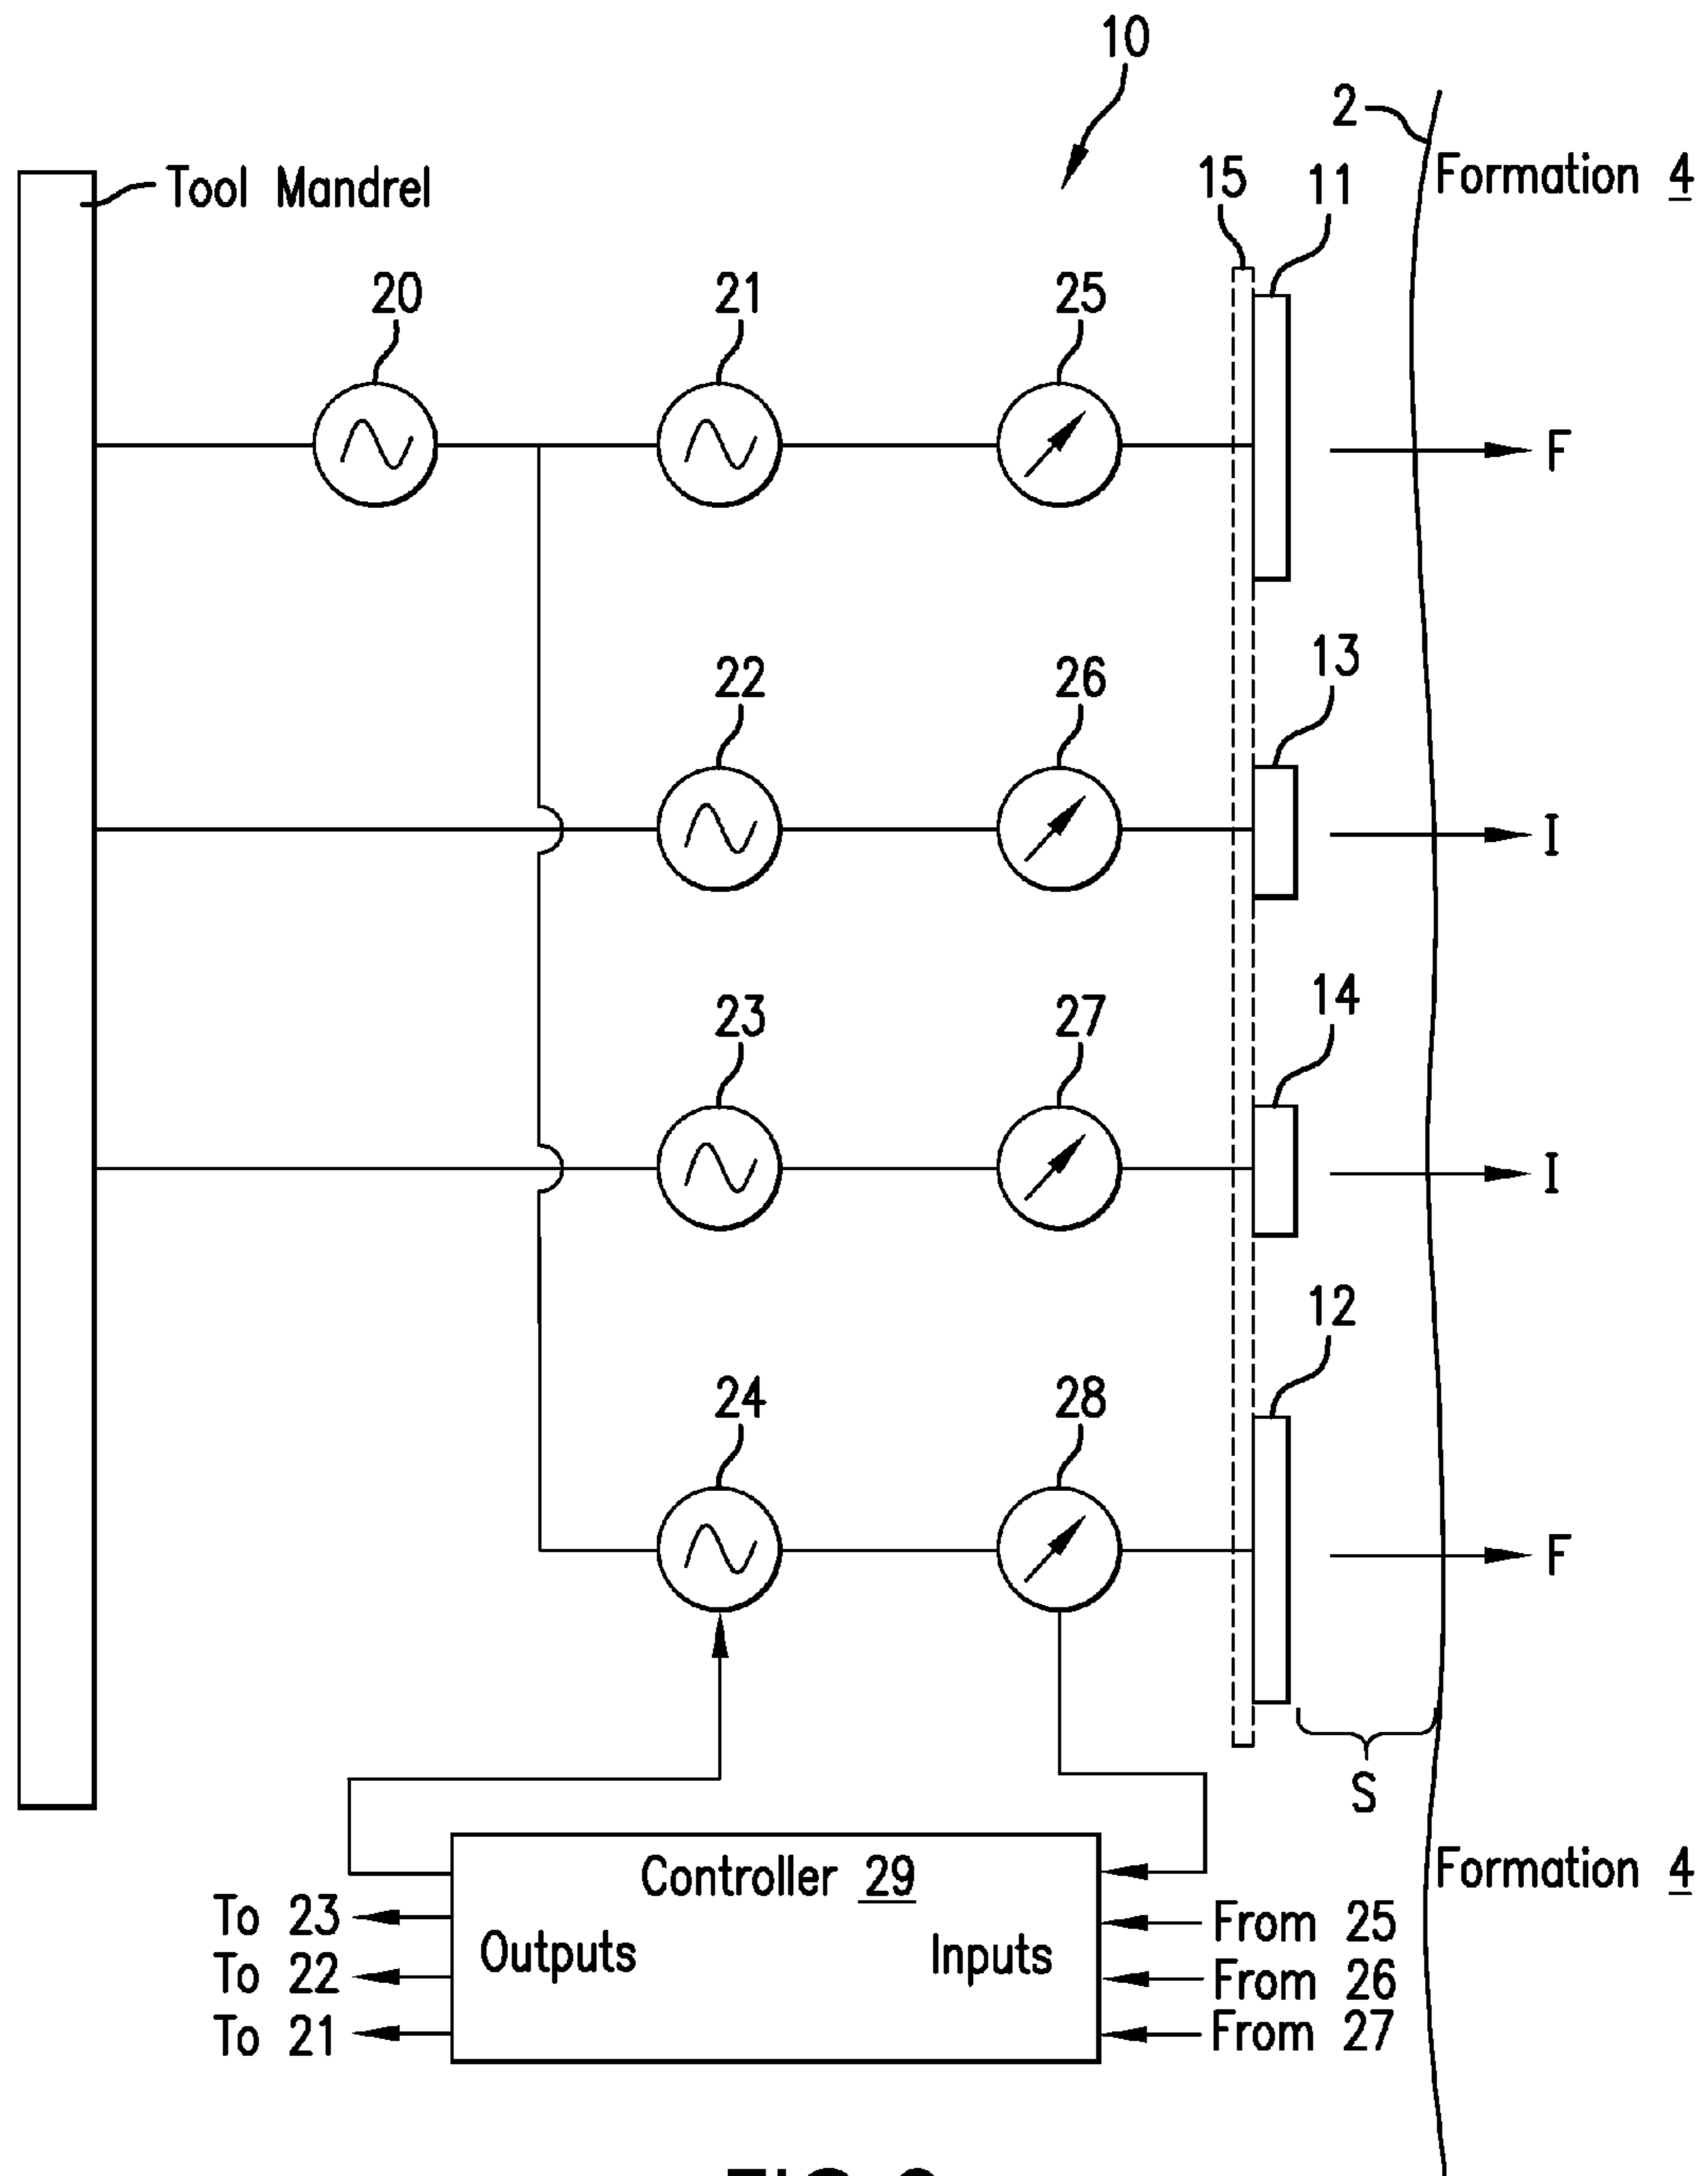 10
2
Formation 4
15
11
Tool Mandrel
20
21
25
F
13
22
26
I
14
23
27
I
12
24
28
F
S
Controller 29
Formation 4
To 23
From 25
Outputs
Inputs
To 22
From 26
To 21
From 27